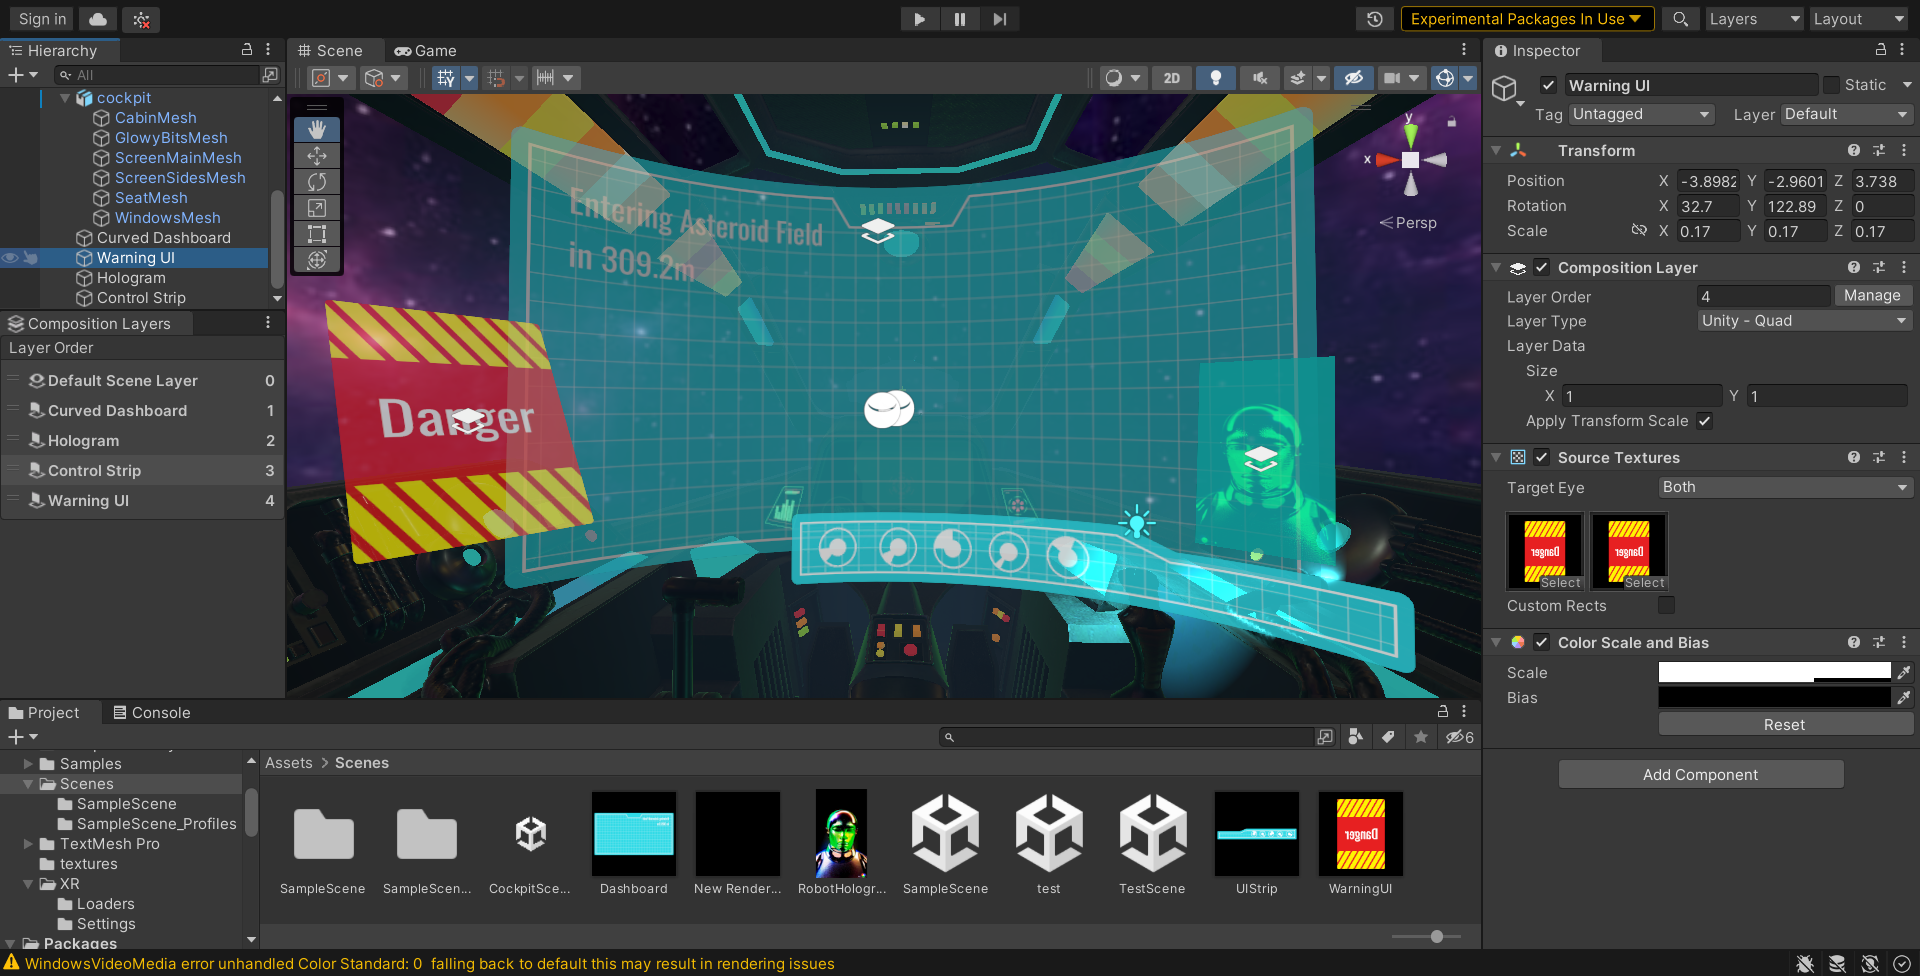 Sign in
Experimental Packages In Use
Layers
Layout
Hierarchy
All
cockpit
CabinMesh
GlowyBitsMesh
ScreenMainMesh
ScreenSidesMesh
SeatMesh
WindowsMesh
Curved Dashboard
Warning UI
Hologram
Control Strip
Composition Layers
Layer Order
Default Scene Layer 0
Curved Dashboard 1
Hologram 2
Control Strip 3
Warning UI 4
Scene
Game
2D
Entering Asteroid Field
in 309.2m
Danger
y
x
Persp
Inspector
Warning UI
Static
Tag Untagged
Layer Default
Transform
Position X -3.8982 Y -2.9601 Z 3.738
Rotation X 32.7 Y 122.89 Z 0
Scale X 0.17 Y 0.17 Z 0.17
Composition Layer
Layer Order 4 Manage
Layer Type Unity - Quad
Layer Data
Size
X 1 Y 1
Apply Transform Scale
Source Textures
Target Eye Both
Danger Danger
Select Select
Custom Rects
Color Scale and Bias
Scale
Bias
Reset
Add Component
Project
Console
6
Samples
Scenes
SampleScene
SampleScene_Profiles
TextMesh Pro
textures
XR
Loaders
Settings
Packages
Assets > Scenes
Danger
SampleScene
SampleScen...
CockpitSce...
Dashboard
New Render...
RobotHologr...
SampleScene
test
TestScene
UIStrip
WarningUI
WindowsVideoMedia error unhandled Color Standard: 0 falling back to default this may result in rendering issues